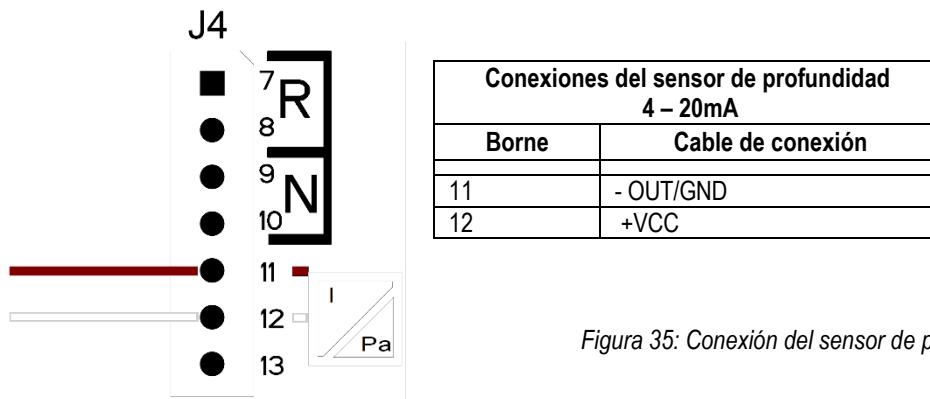 J4
7
R
8
9
N
10
11
12
13
I
Pa
Conexiones del sensor de profundidad
4 – 20mA
Borne Cable de conexión
11 - OUT/GND
12 +VCC
Figura 35: Conexión del sensor de p